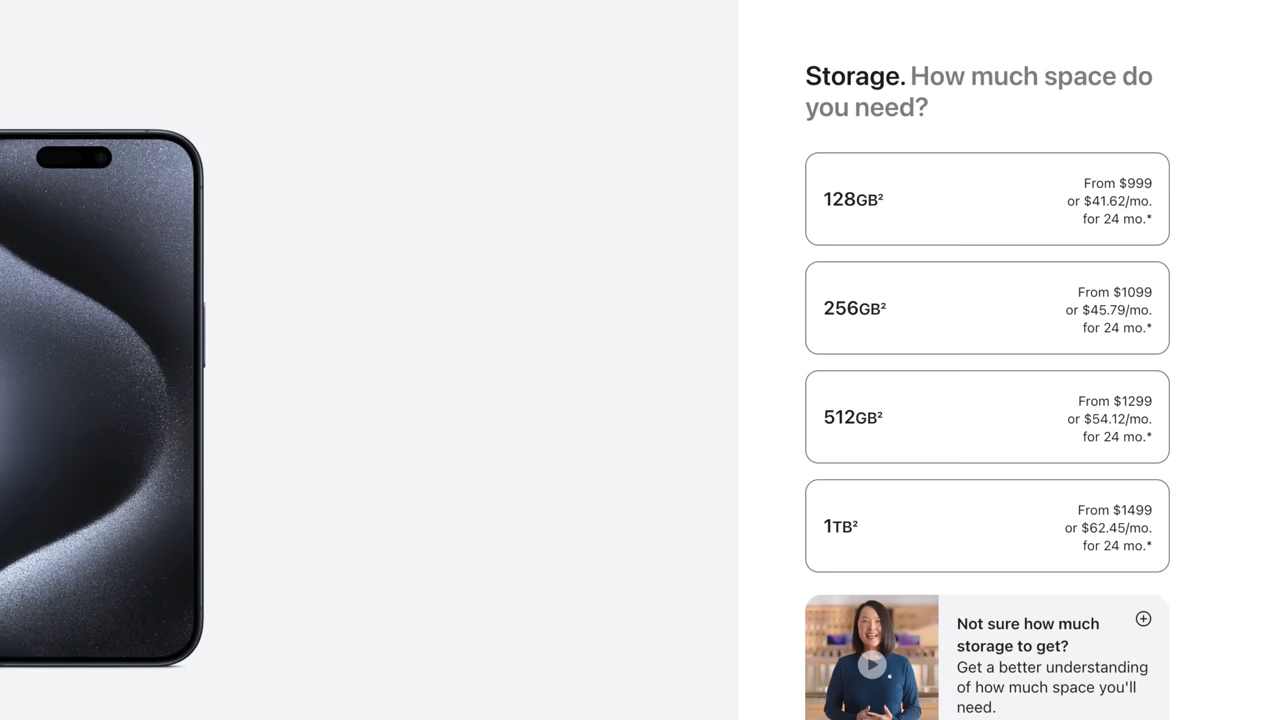 Storage. How much space do
you need?
128GB²
From $999
or $41.62/mo.
for 24 mo.*
256GB²
From $1099
or $45.79/mo.
for 24 mo.*
512GB²
From $1299
or $54.12/mo.
for 24 mo.*
1TB²
From $1499
or $62.45/mo.
for 24 mo.*
Not sure how much
storage to get?
Get a better understanding
of how much space you'll
need.